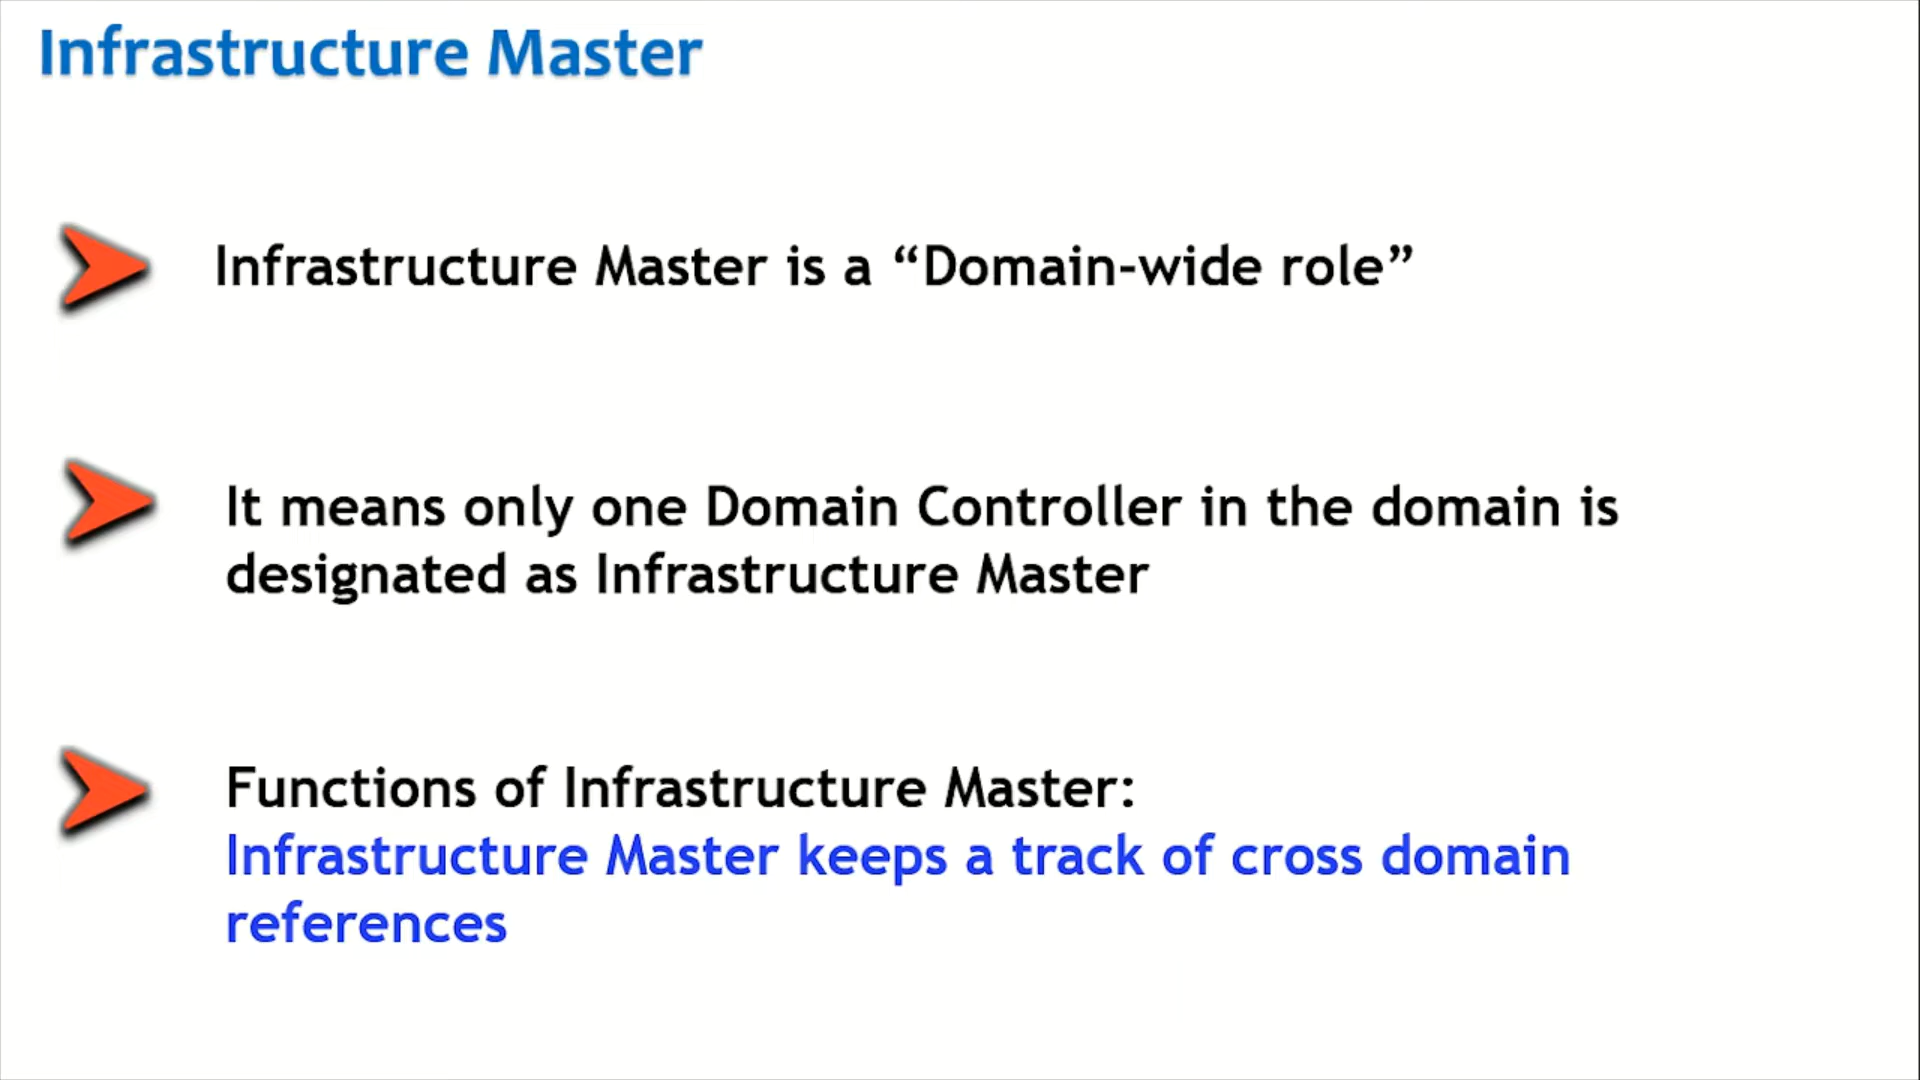 Infrastructure Master
Infrastructure Master is a “Domain-wide role”
It means only one Domain Controller in the domain is
designated as Infrastructure Master
Functions of Infrastructure Master:
Infrastructure Master keeps a track of cross domain
references